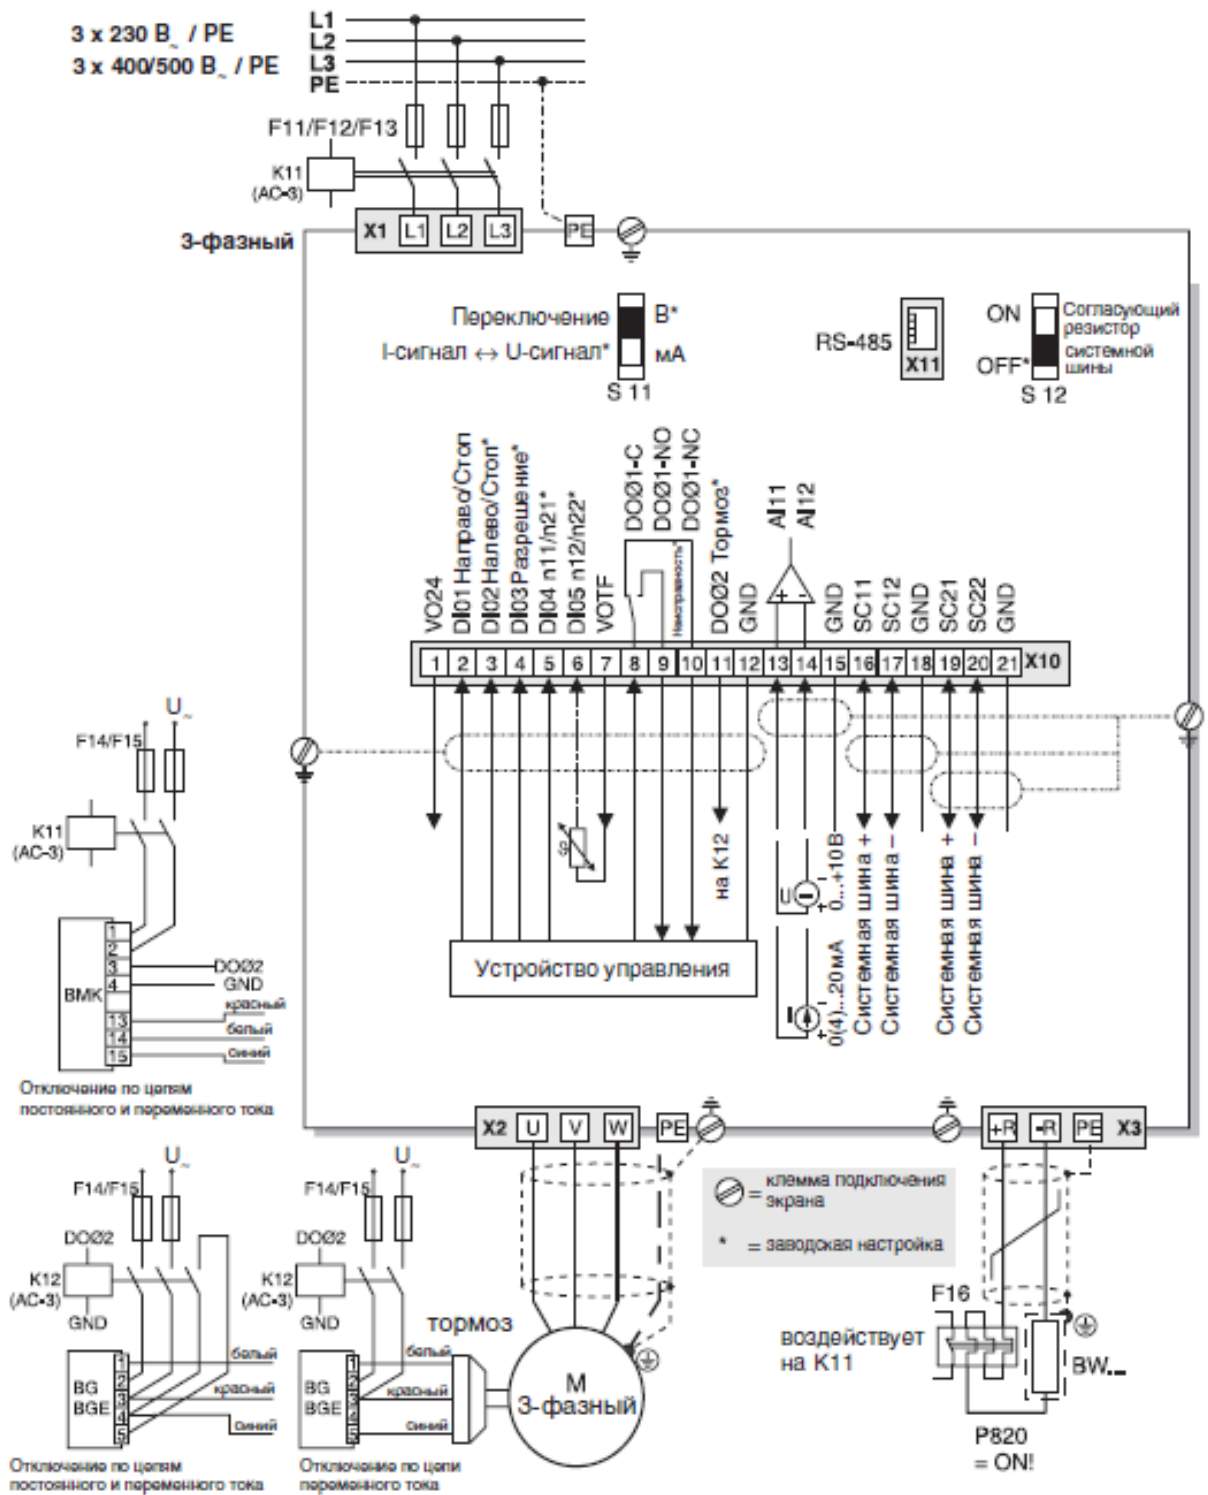 3 x 230 В~ / PE
3 x 400/500 В~ / PE
L1
L2
L3
PE
F11/F12/F13
K11
(AC-3)
3-фазный
X1 L1 L2 L3
PE
Переключение
I-сигнал ↔ U-сигнал*
В*
мА
S 11
RS-485
X11
ON
OFF*
Согласующий
резистор
системной
шины
S 12
VO24
DI01 Направо/Стоп
DI02 Налево/Стоп*
DI03 Разрешение*
DI04 n11/n21*
DI05 n12/n22*
VOTF
DOØ1-C
DOØ1-NO
DOØ1-NC
Неисправность*
DOØ2 Тормоз*
GND
AI11
AI12
GND
SC11
SC12
GND
SC21
SC22
GND
+ -
1 2 3 4 5 6 7 8 9 10 11 12 13 14 15 16 17 18 19 20 21 X10
U~
F14/F15
K11
(AC-3)
BMK
1
2
3
4
13
14
15
DOØ2
GND
красный
белый
синий
Отключение по цепям
постоянного и переменного тока
ϑ
на K12
U
− +
0...+10В
I
− +
0(4)...20мА
Системная шина +
Системная шина −
Системная шина +
Системная шина −
Устройство управления
X2 U V W
PE
+R -R PE X3
= клемма подключения
экрана
* = заводская настройка
U~
F14/F15
DOØ2
K12
(AC-3)
GND
BG
BGE
1
2
3
4
5
белый
красный
синий
Отключение по цепям
постоянного и переменного тока
U~
F14/F15
DOØ2
K12
(AC-3)
GND
BG
BGE
1
2
3
4
5
белый
красный
синий
Отключение по цепи
переменного тока
тормоз
M
3-фазный
F16
воздействует
на K11
BW...
P820
= ON!